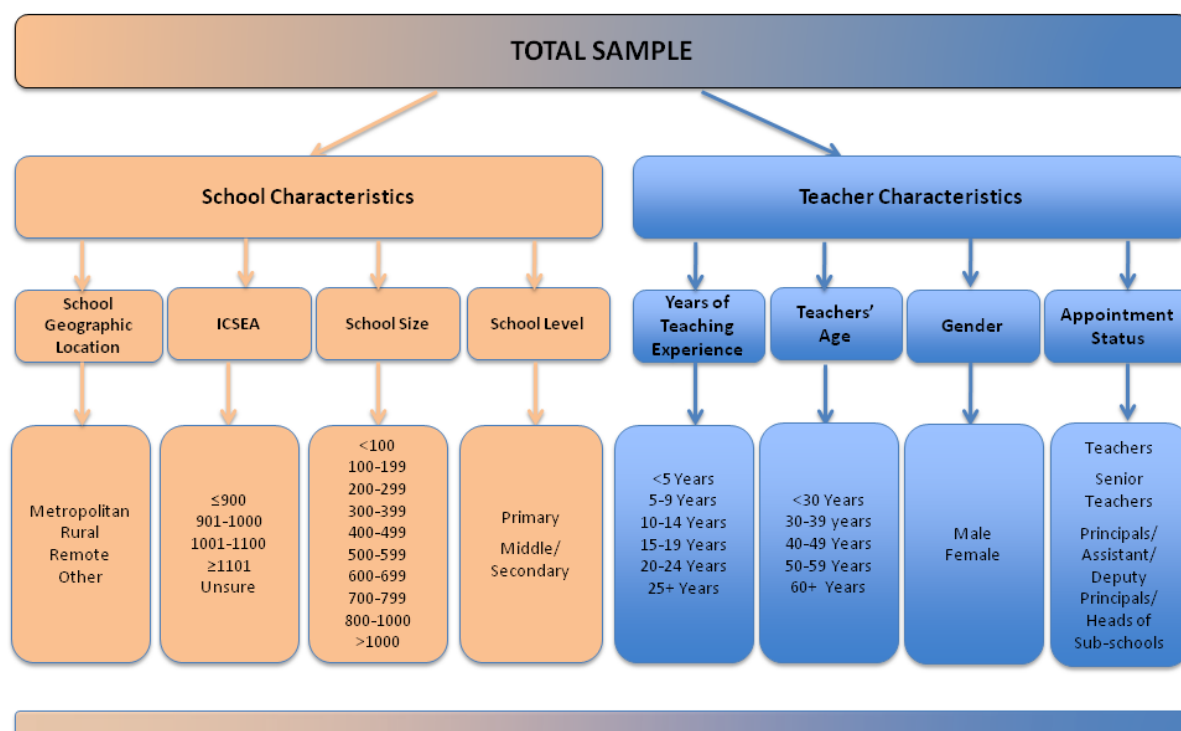 TOTAL SAMPLE
School Characteristics
Teacher Characteristics
School
Geographic
Location
ICSEA
School Size
School Level
Years of
Teaching
Experience
Teachers'
Age
Gender
Appointment
Status
Metropolitan
Rural
Remote
Other
≤900
901-1000
1001-1100
≥1101
Unsure
<100
100-199
200-299
300-399
400-499
500-599
600-699
700-799
800-1000
>1000
Primary
Middle/
Secondary
<5 Years
5-9 Years
10-14 Years
15-19 Years
20-24 Years
25+ Years
<30 Years
30-39 years
40-49 Years
50-59 Years
60+ Years
Male
Female
Teachers
Senior
Teachers
Principals/
Assistant/
Deputy
Principals/
Heads of
Sub-schools